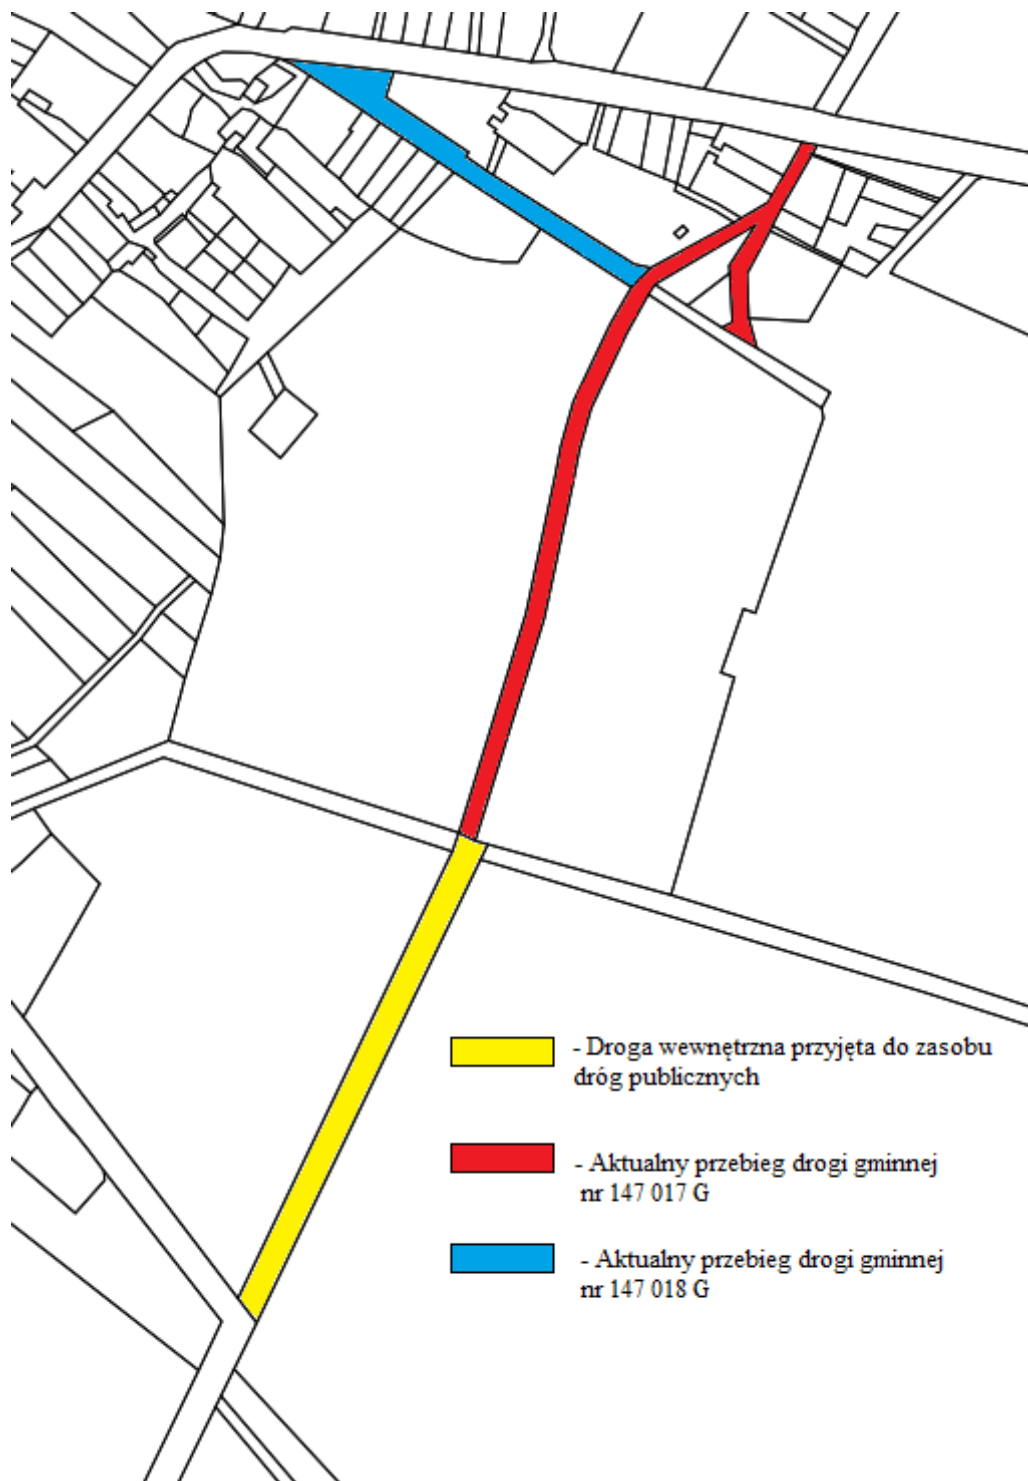 - Droga wewnętrzna przyjęta do zasobu
dróg publicznych
- Aktualny przebieg drogi gminnej
nr 147 017 G
- Aktualny przebieg drogi gminnej
nr 147 018 G